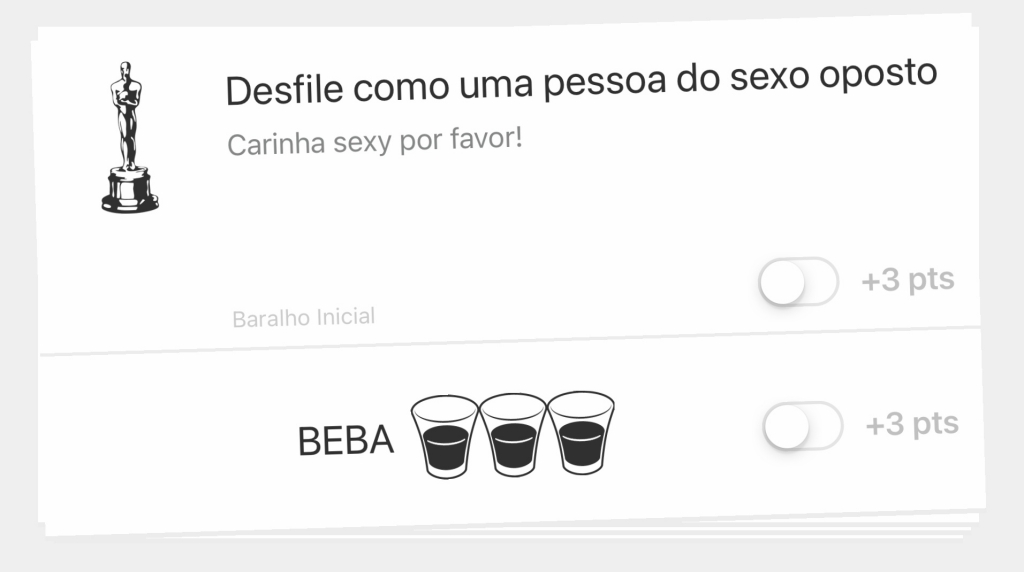 Desfile como uma pessoa do sexo oposto
Carinha sexy por favor!
+3 pts
Baralho Inicial
BEBA
+3 pts